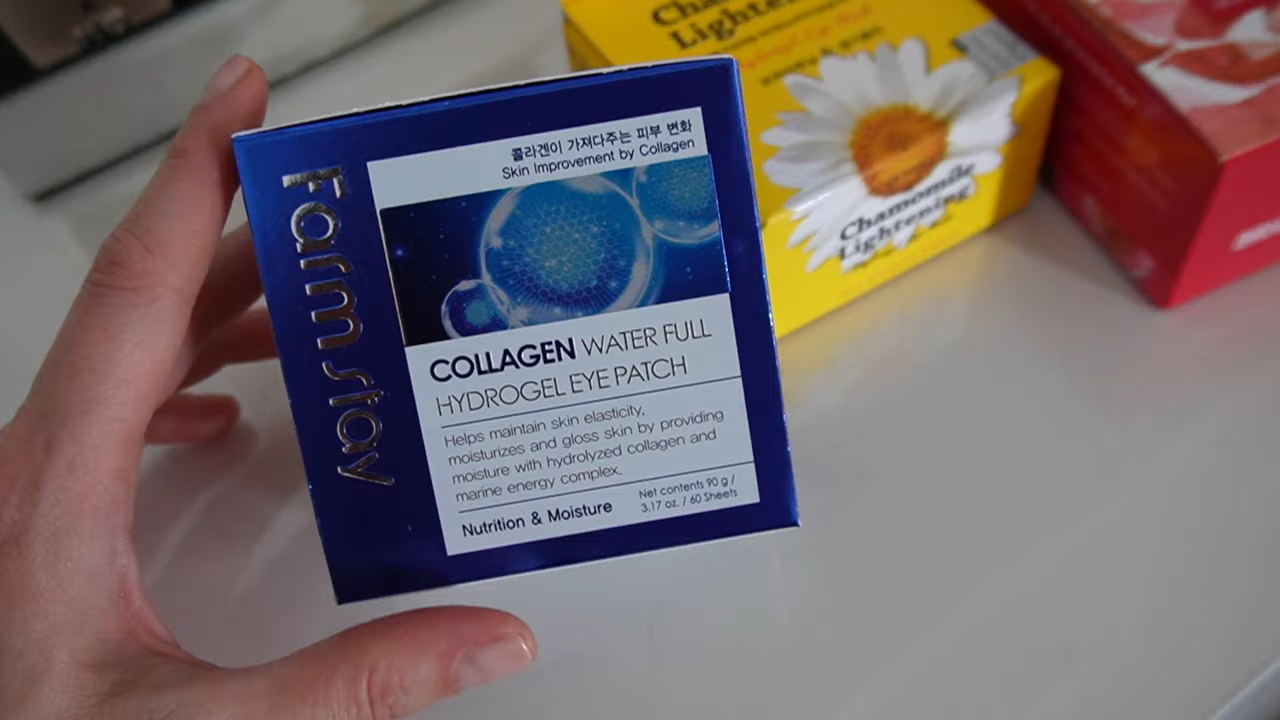 Farm stay
콜라겐이 가져다주는 피부 변화
Skin Improvement by Collagen
COLLAGEN WATER FULL
HYDROGEL EYE PATCH
Helps maintain skin elasticity,
moisturizes and gloss skin by providing
moisture with hydrolyzed collagen and
marine energy complex.
Nutrition & Moisture
Net contents 90 g /
3.17 oz. / 60 Sheets
Chamomile
Lightening